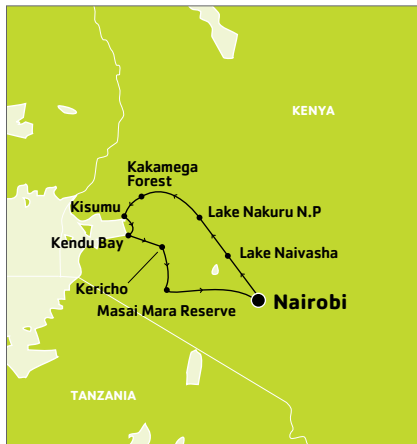 KENYA
Kakamega
Forest
Kisumu
Lake Nakuru N.P
Kendu Bay
Lake Naivasha
Kericho
Masai Mara Reserve
Nairobi
TANZANIA